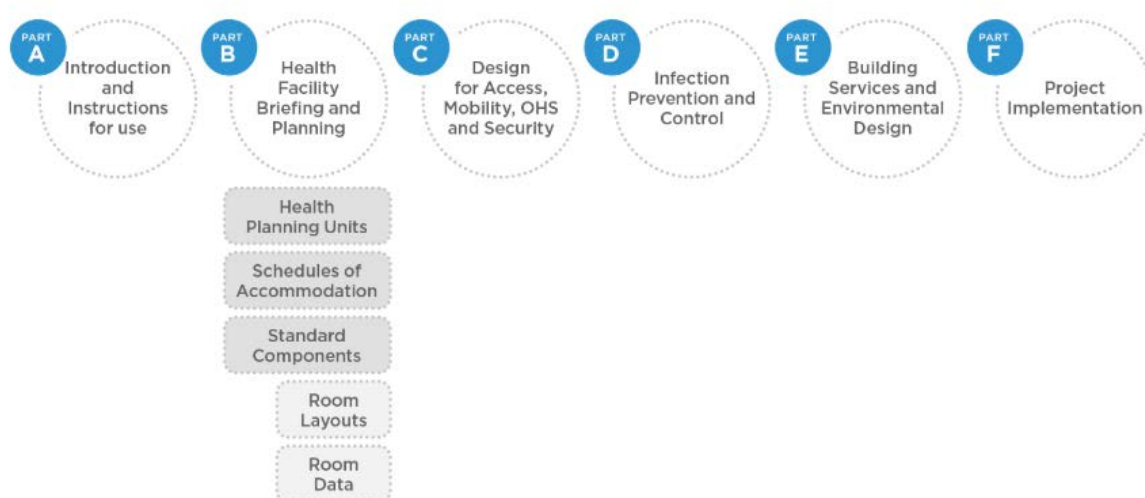 PART
A
Introduction
and
Instructions
for use
PART
B
Health
Facility
Briefing and
Planning
Health
Planning Units
Schedules of
Accommodation
Standard
Components
Room
Layouts
Room
Data
PART
C
Design
for Access,
Mobility, OHS
and Security
PART
D
Infection
Prevention and
Control
PART
E
Building
Services and
Environmental
Design
PART
F
Project
Implementation